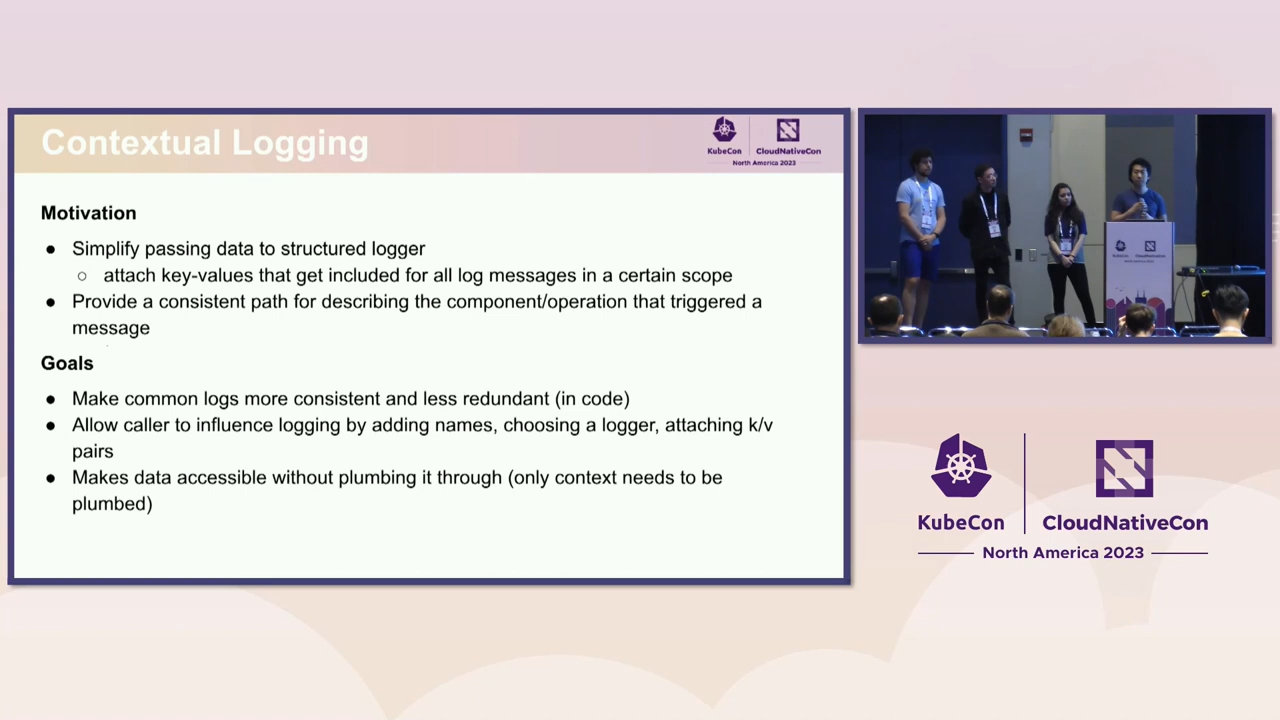 Contextual Logging
KubeCon
CloudNativeCon
North America 2023
Motivation
● Simplify passing data to structured logger
○ attach key-values that get included for all log messages in a certain scope
● Provide a consistent path for describing the component/operation that triggered a
message
Goals
● Make common logs more consistent and less redundant (in code)
● Allow caller to influence logging by adding names, choosing a logger, attaching k/v
pairs
● Makes data accessible without plumbing it through (only context needs to be
plumbed)
KubeCon
CloudNativeCon
North America 2023